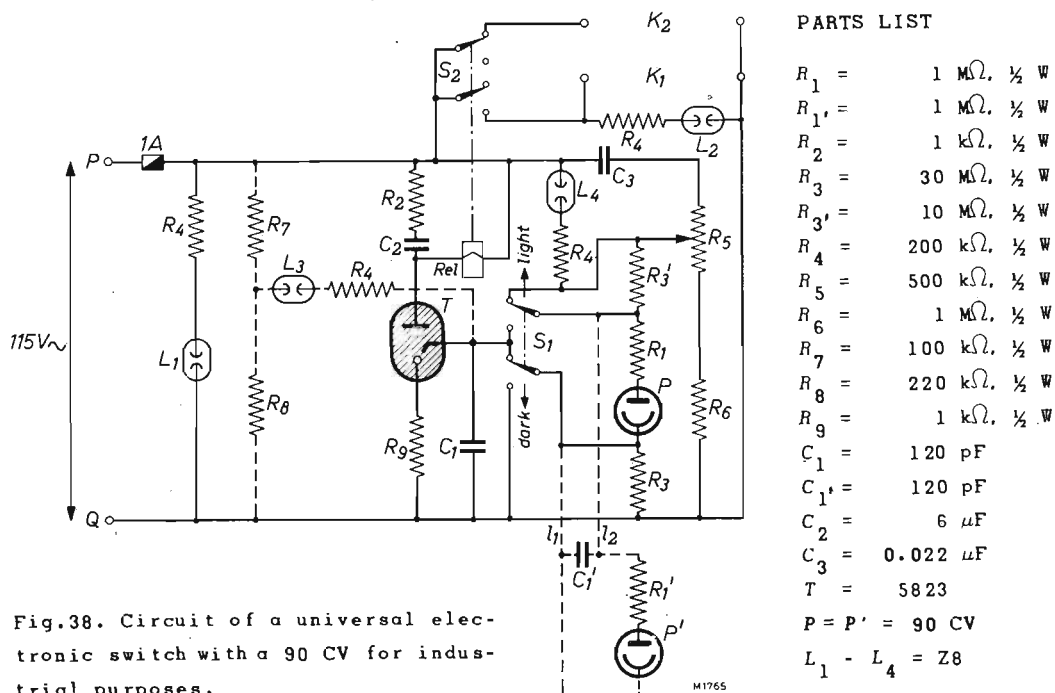 K2
S2
K1
R4
L2
P
1A
R4
R7
R2
C2
Rel
L4
C3
R4
light
R3'
R5
L3
R4
T
115V~
L1
S1
R1
P
R8
R9
C1
dark
R6
R3
Q
l1
l2
C1'
R1'
P'
M1765
Fig.38. Circuit of a universal elec-
tronic switch with a 90 CV for indus-
trial purposes.
PARTS LIST
R1 = 1 MΩ, ½ W
R1' = 1 MΩ, ½ W
R2 = 1 kΩ, ½ W
R3 = 30 MΩ, ½ W
R3' = 10 MΩ, ½ W
R4 = 200 kΩ, ½ W
R5 = 500 kΩ, ½ W
R6 = 1 MΩ, ½ W
R7 = 100 kΩ, ½ W
R8 = 220 kΩ, ½ W
R9 = 1 kΩ, ½ W
C1 = 120 pF
C1' = 120 pF
C2 = 6 µF
C3 = 0.022 µF
T = 5823
P = P' = 90 CV
L1 - L4 = Z8